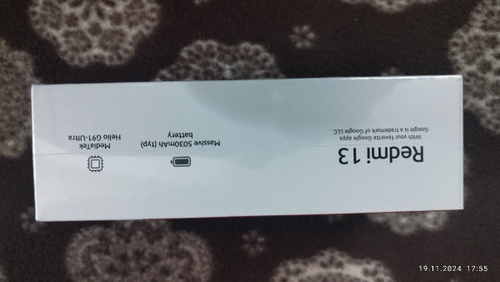 Redmi 13
With your favorite Google apps
Google is a trademark of Google LLC.
Massive 5030mAh (typ)
battery
MediaTek
Helio G91-Ultra
19.11.2024 17:55